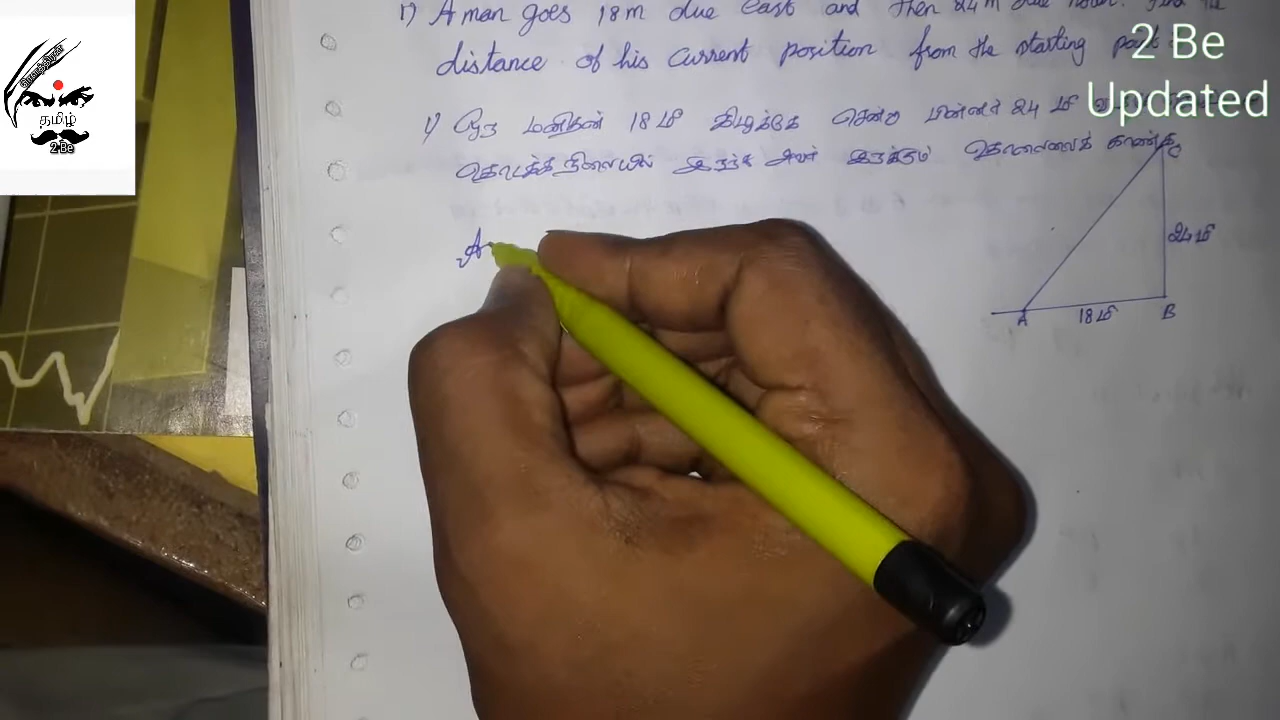 1) A man goes 18m due east and then 24m due
distance of his current position from the starting
1) ஒரு மனிதன் 18 மீ கிழக்கே சென்று பின்னர் 24 மீ
தொடக்க நிலையில் இருந்து அவர் இருக்கும் தொலைவைக் காண்க
24 மீ
A 18 மீ B
A
2 Be
Updated
தமிழ்
2 Be